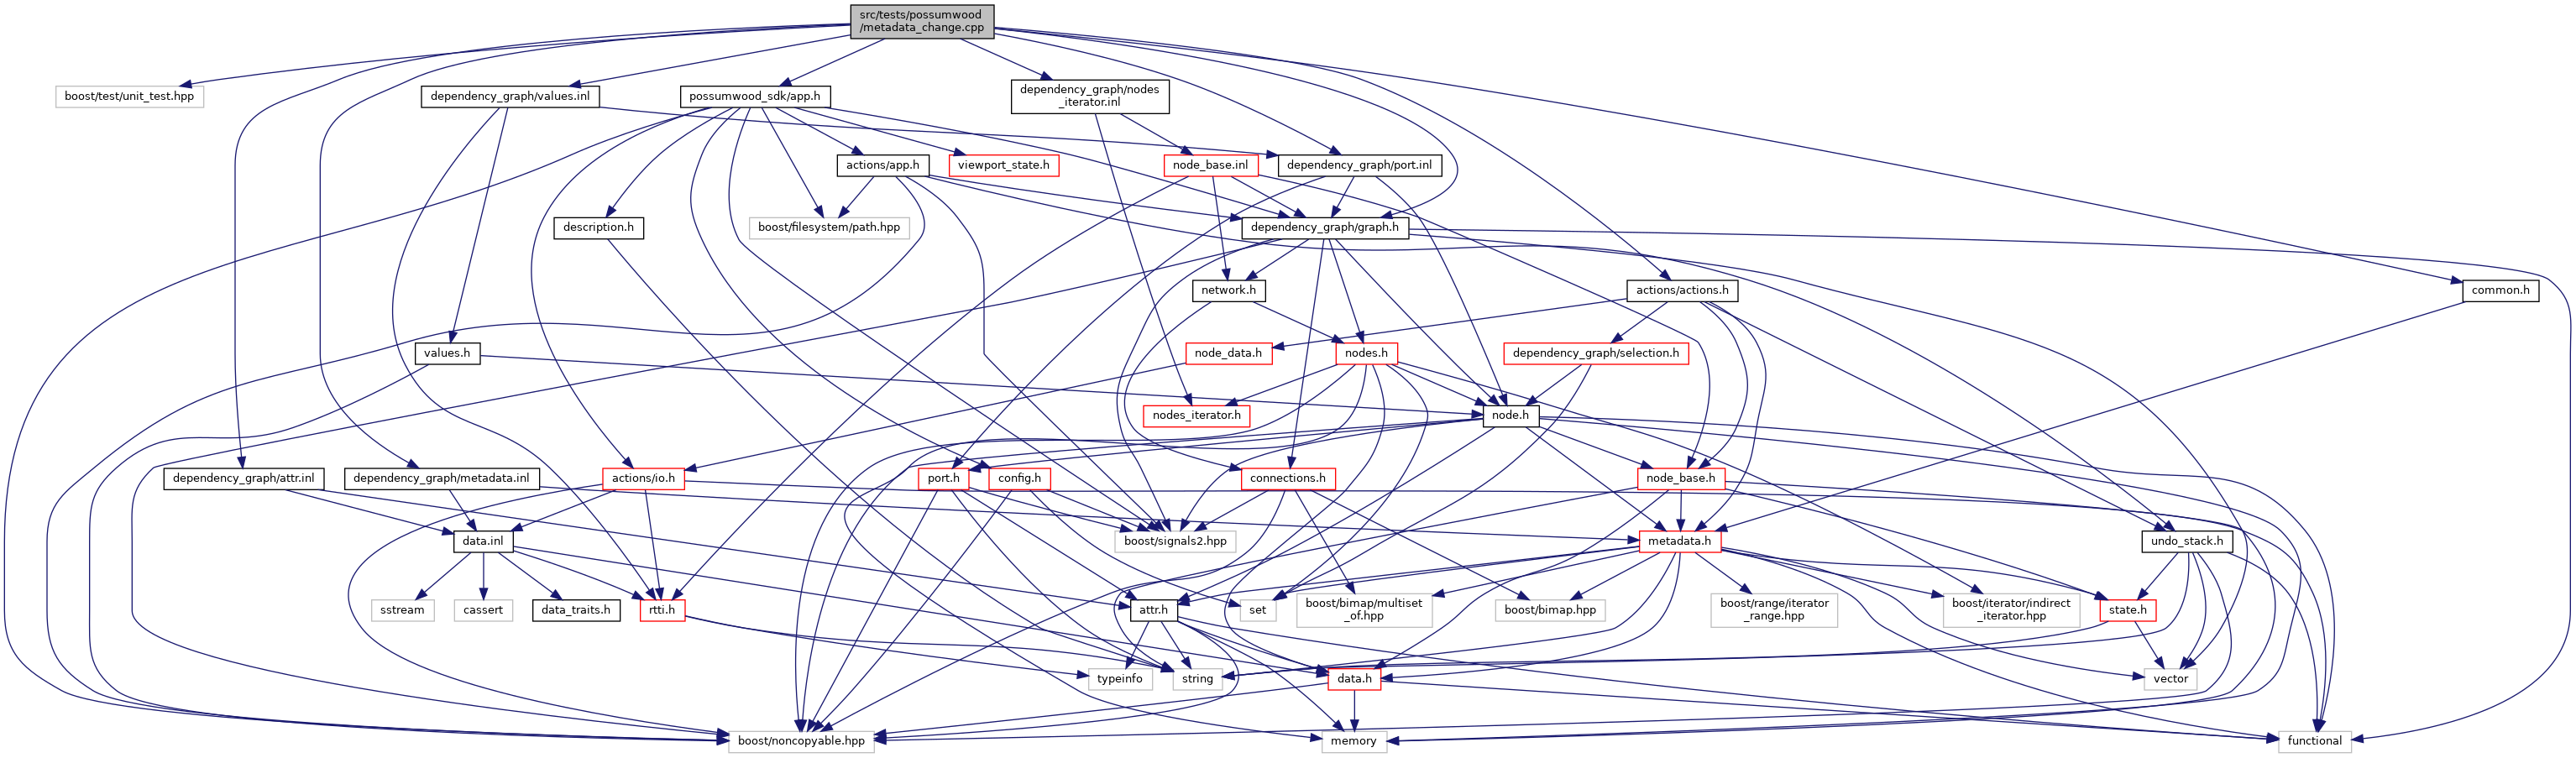 src/tests/possumwood
/metadata_change.cpp
boost/test/unit_test.hpp
dependency_graph/values.inl
possumwood_sdk/app.h
dependency_graph/nodes
_iterator.inl
actions/app.h
viewport_state.h
node_base.inl
dependency_graph/port.inl
description.h
boost/filesystem/path.hpp
dependency_graph/graph.h
network.h
actions/actions.h
common.h
values.h
node_data.h
nodes.h
dependency_graph/selection.h
nodes_iterator.h
node.h
dependency_graph/attr.inl
dependency_graph/metadata.inl
actions/io.h
port.h
config.h
connections.h
node_base.h
data.inl
boost/signals2.hpp
metadata.h
undo_stack.h
sstream
cassert
data_traits.h
rtti.h
attr.h
set
boost/bimap/multiset
_of.hpp
boost/bimap.hpp
boost/range/iterator
_range.hpp
boost/iterator/indirect
_iterator.hpp
state.h
typeinfo
string
data.h
vector
boost/noncopyable.hpp
memory
functional